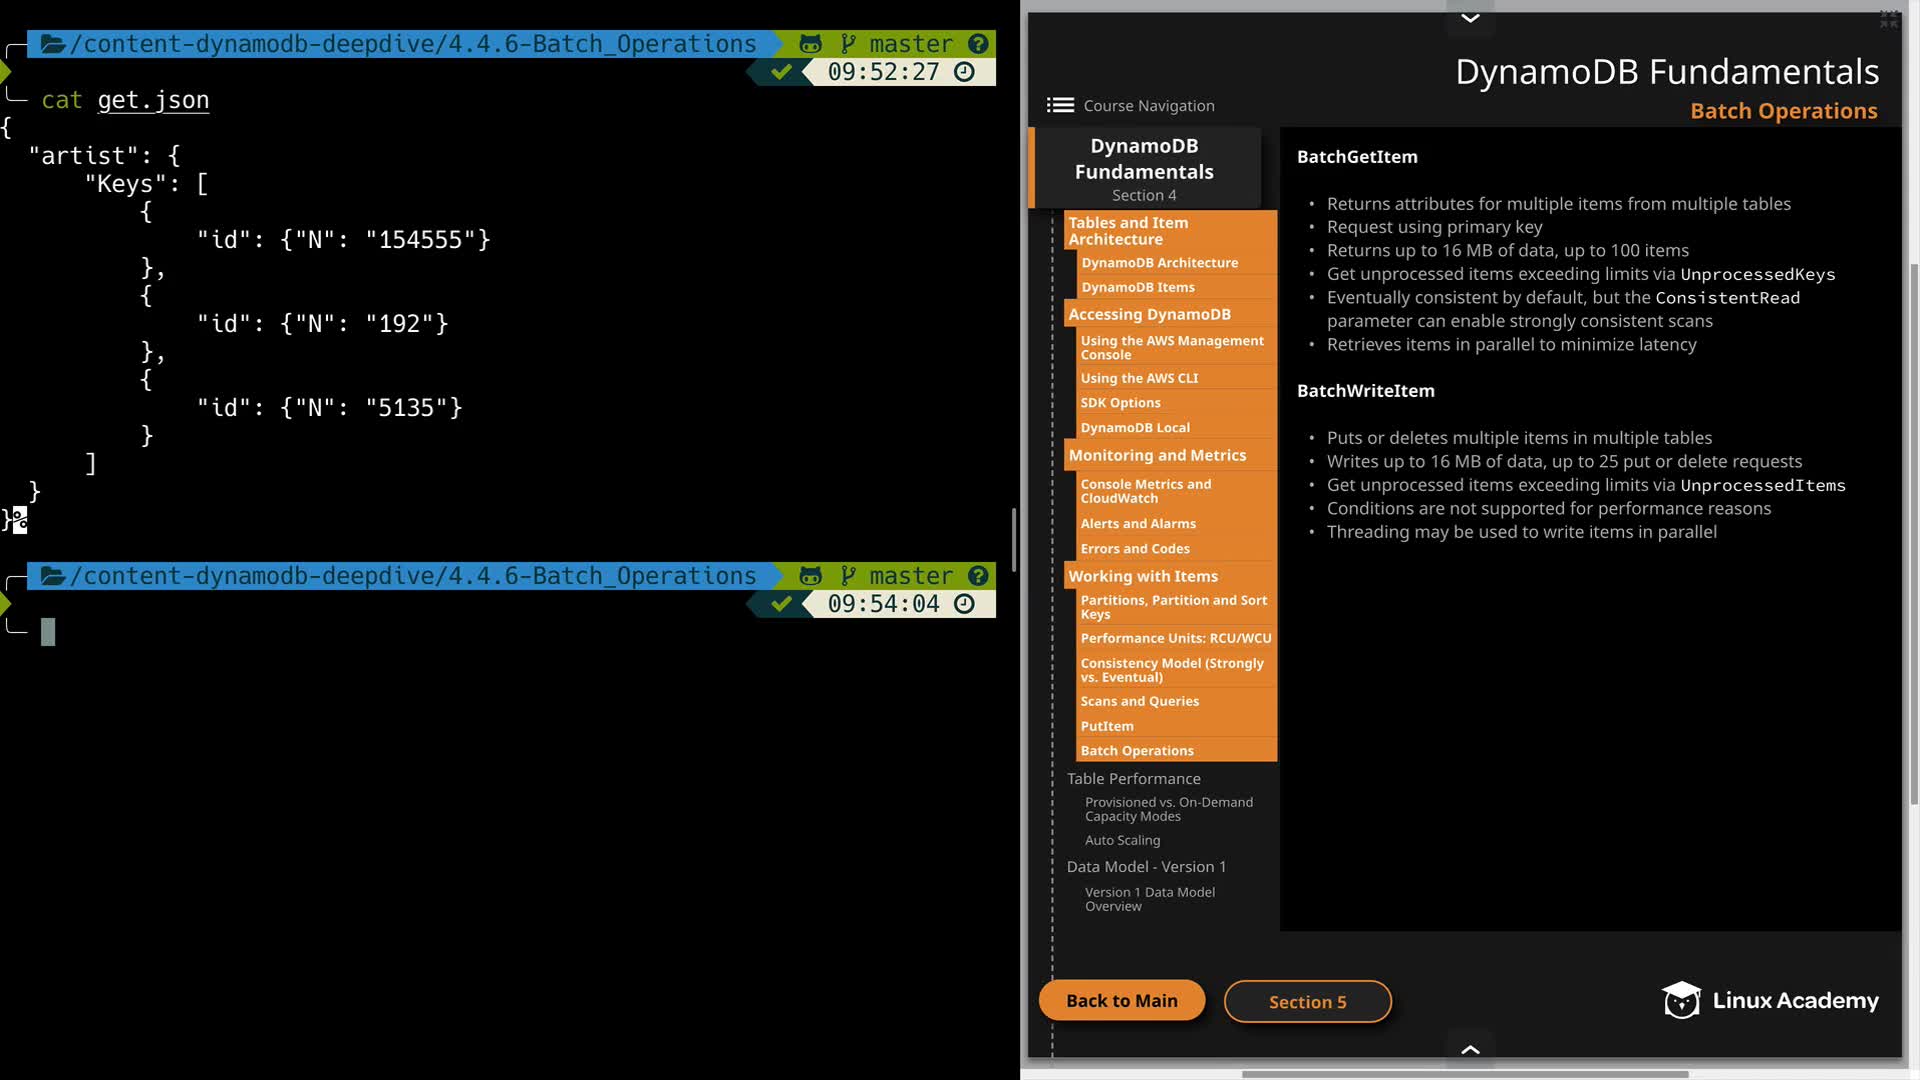 /content-dynamodb-deepdive/4.4.6-Batch_Operations master ?
09:52:27
cat get.json
{
"artist": {
"Keys": [
{
"id": {"N": "154555"}
},
{
"id": {"N": "192"}
},
{
"id": {"N": "5135"}
}
]
}
}%
/content-dynamodb-deepdive/4.4.6-Batch_Operations master ?
09:54:04
DynamoDB Fundamentals
Batch Operations
Course Navigation
DynamoDB
Fundamentals
Section 4
Tables and Item
Architecture
DynamoDB Architecture
DynamoDB Items
Accessing DynamoDB
Using the AWS Management
Console
Using the AWS CLI
SDK Options
DynamoDB Local
Monitoring and Metrics
Console Metrics and
CloudWatch
Alerts and Alarms
Errors and Codes
Working with Items
Partitions, Partition and Sort
Keys
Performance Units: RCU/WCU
Consistency Model (Strongly
vs. Eventual)
Scans and Queries
PutItem
Batch Operations
Table Performance
Provisioned vs. On-Demand
Capacity Modes
Auto Scaling
Data Model - Version 1
Version 1 Data Model
Overview
BatchGetItem
• Returns attributes for multiple items from multiple tables
• Request using primary key
• Returns up to 16 MB of data, up to 100 items
• Get unprocessed items exceeding limits via UnprocessedKeys
• Eventually consistent by default, but the ConsistentRead
parameter can enable strongly consistent scans
• Retrieves items in parallel to minimize latency
BatchWriteItem
• Puts or deletes multiple items in multiple tables
• Writes up to 16 MB of data, up to 25 put or delete requests
• Get unprocessed items exceeding limits via UnprocessedItems
• Conditions are not supported for performance reasons
• Threading may be used to write items in parallel
Back to Main
Section 5
Linux Academy